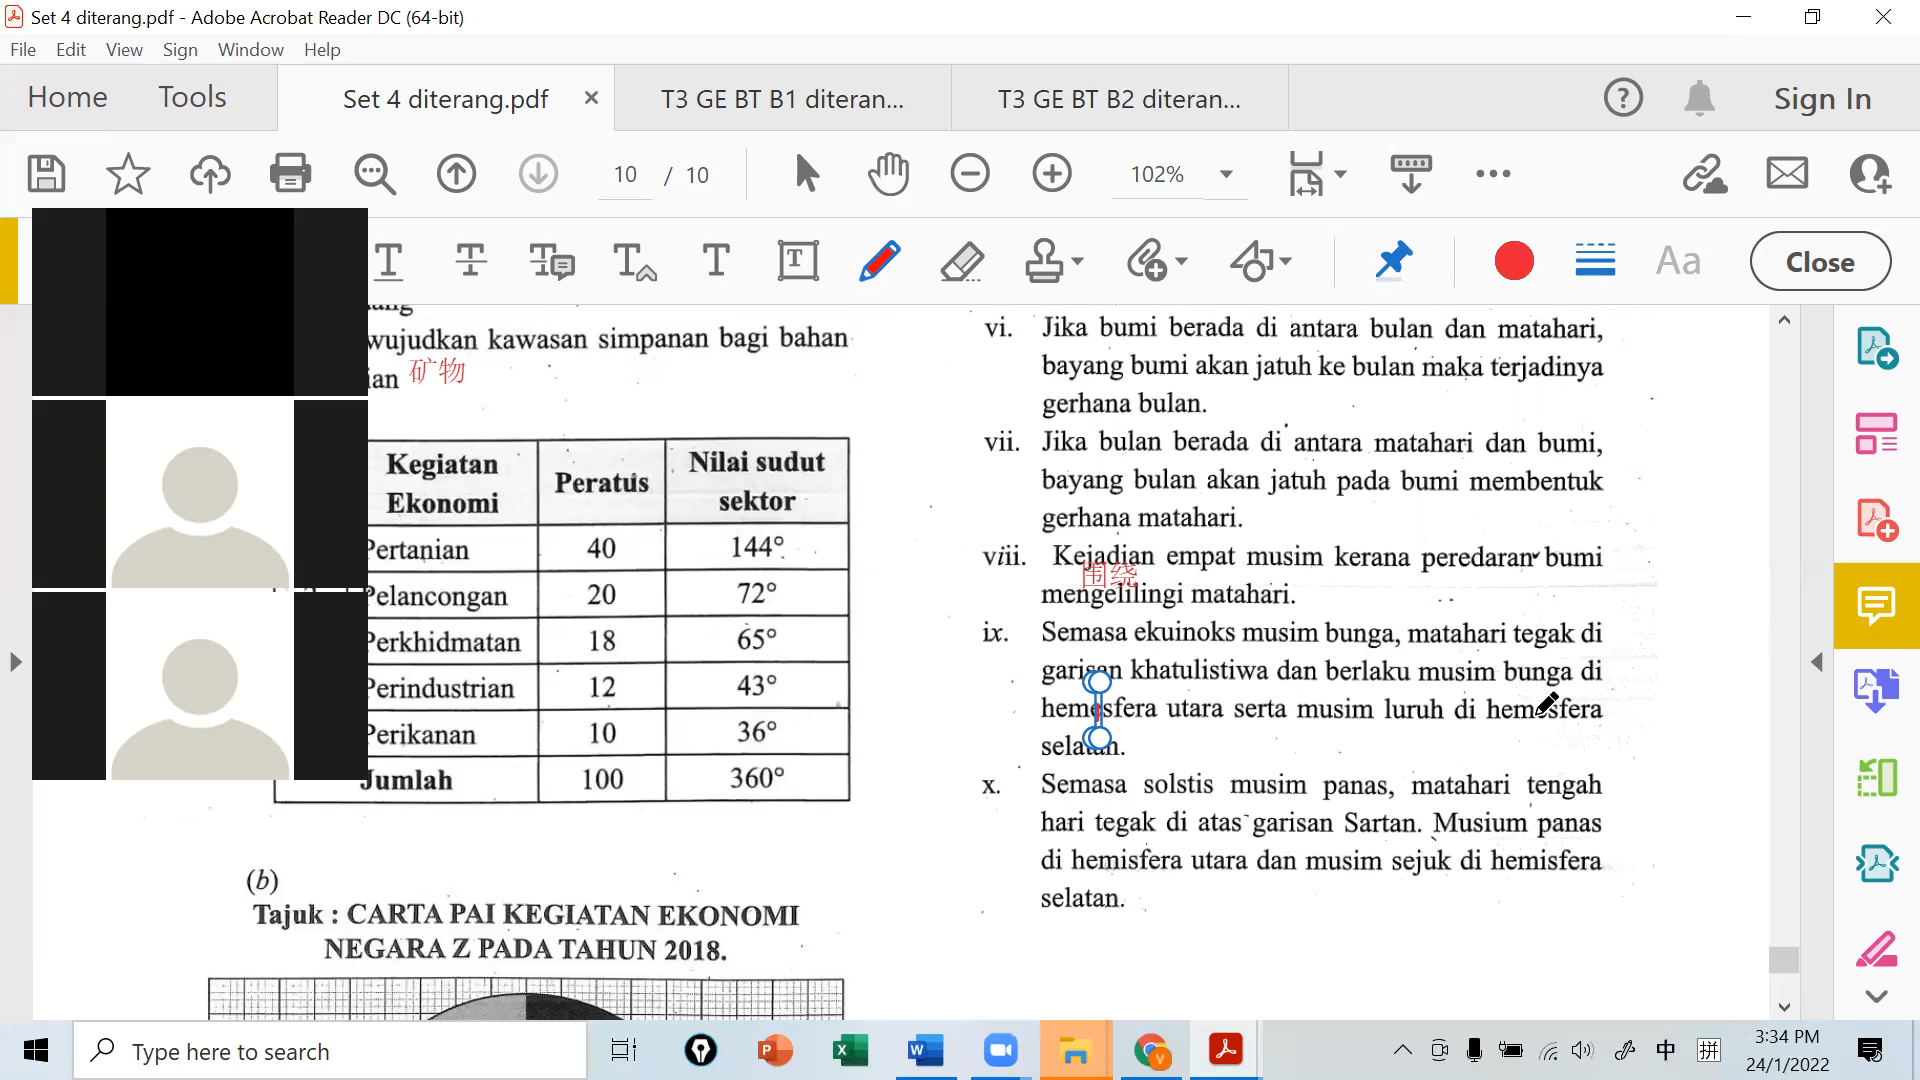 Set 4 diterang.pdf - Adobe Acrobat Reader DC (64-bit)
File Edit View Sign Window Help
Home Tools Set 4 diterang.pdf T3 GE BT B1 diteran... T3 GE BT B2 diteran... Sign In
10 / 10 102%
Aa Close
wujudkan kawasan simpanan bagi bahan
ian 矿物
Kegiatan Ekonomi Peratus Nilai sudut sektor
Pertanian 40 144°
Pelancongan 20 72°
Perkhidmatan 18 65°
Perindustrian 12 43°
Perikanan 10 36°
Jumlah 100 360°
(b)
Tajuk : CARTA PAI KEGIATAN EKONOMI
NEGARA Z PADA TAHUN 2018.
vi. Jika bumi berada di antara bulan dan matahari,
bayang bumi akan jatuh ke bulan maka terjadinya
gerhana bulan.
vii. Jika bulan berada di antara matahari dan bumi,
bayang bulan akan jatuh pada bumi membentuk
gerhana matahari.
viii. Kejadian empat musim kerana peredaran bumi
围绕
mengelilingi matahari.
ix. Semasa ekuinoks musim bunga, matahari tegak di
garisan khatulistiwa dan berlaku musim bunga di
hemesfera utara serta musim luruh di hemesfera
selatan.
x. Semasa solstis musim panas, matahari tengah
hari tegak di atas garisan Sartan. Musium panas
di hemisfera utara dan musim sejuk di hemisfera
selatan.
Type here to search
中 拼 3:34 PM
24/1/2022